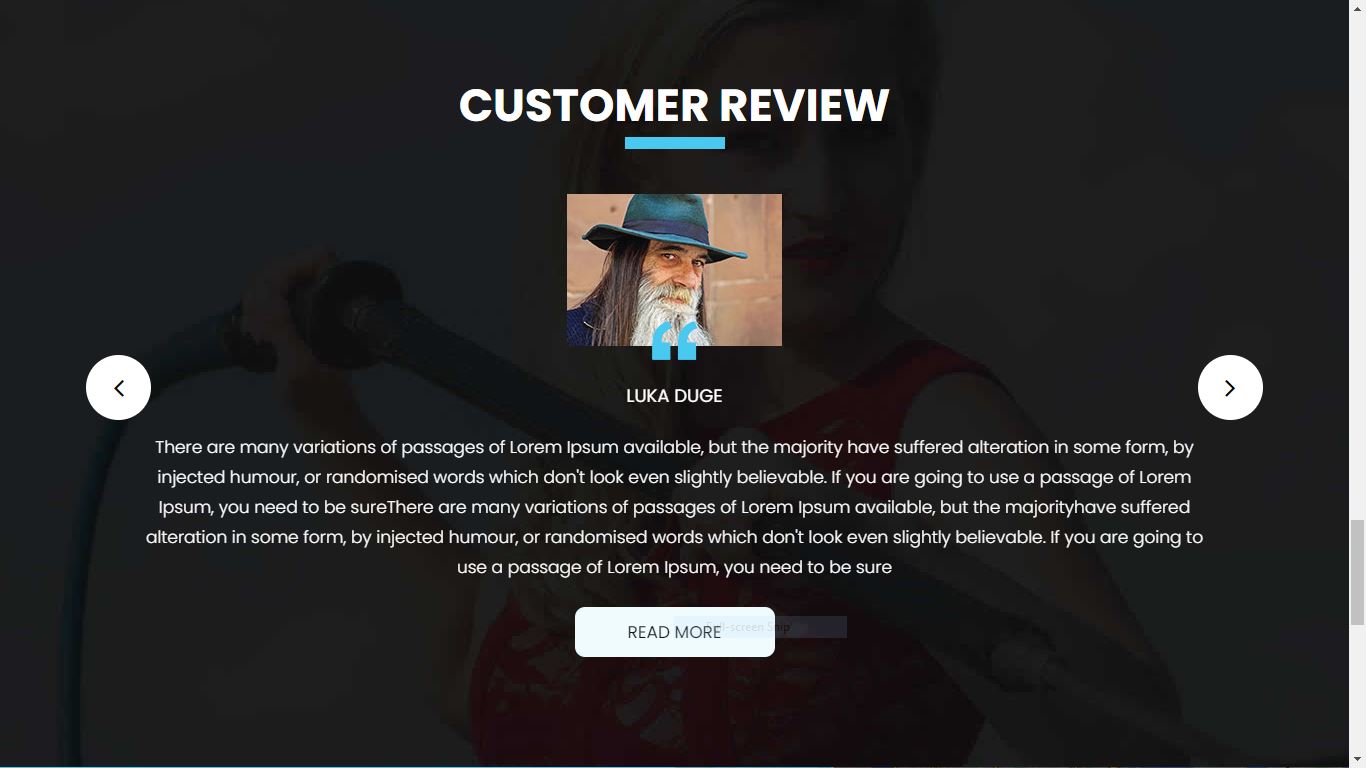 CUSTOMER REVIEW
LUKA DUGE
There are many variations of passages of Lorem Ipsum available, but the majority have suffered alteration in some form, by
injected humour, or randomised words which don't look even slightly believable. If you are going to use a passage of Lorem
Ipsum, you need to be sureThere are many variations of passages of Lorem Ipsum available, but the majorityhave suffered
alteration in some form, by injected humour, or randomised words which don't look even slightly believable. If you are going to
use a passage of Lorem Ipsum, you need to be sure
READ MORE
Full-screen Snip